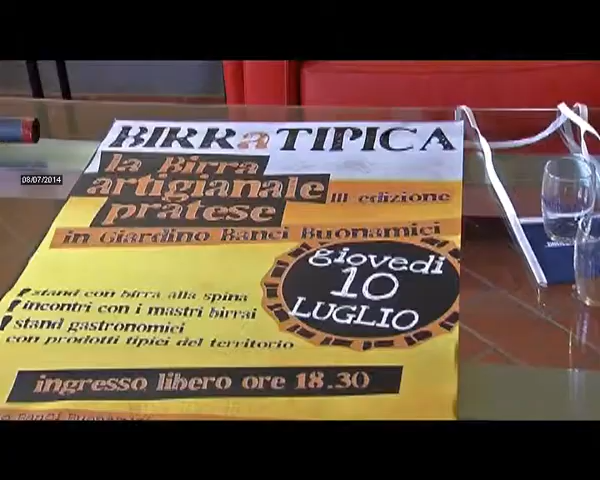 BIRRaTIPICA
la Birra
artigianale
pratese
III edizione
in Giardino Banci Buonamici
giovedì
10
LUGLIO
! stand con birra alla spina
! incontri con i mastri birrai
! stand gastronomici
con prodotti tipici del territorio
ingresso libero ore 18.30
08/07/2014